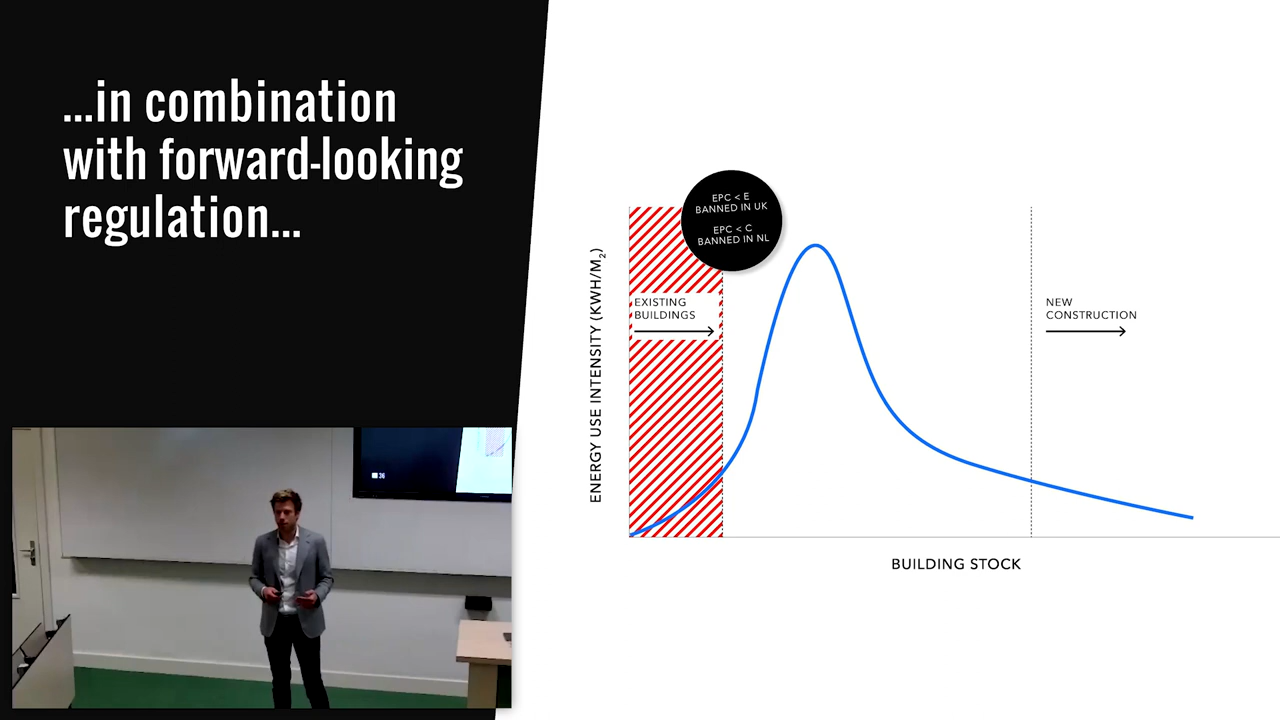 ...in combination
with forward-looking
regulation...
EPC < E
BANNED IN UK
EPC < C
BANNED IN NL
ENERGY USE INTENSITY (KWH/M2)
EXISTING
BUILDINGS
NEW
CONSTRUCTION
BUILDING STOCK
36